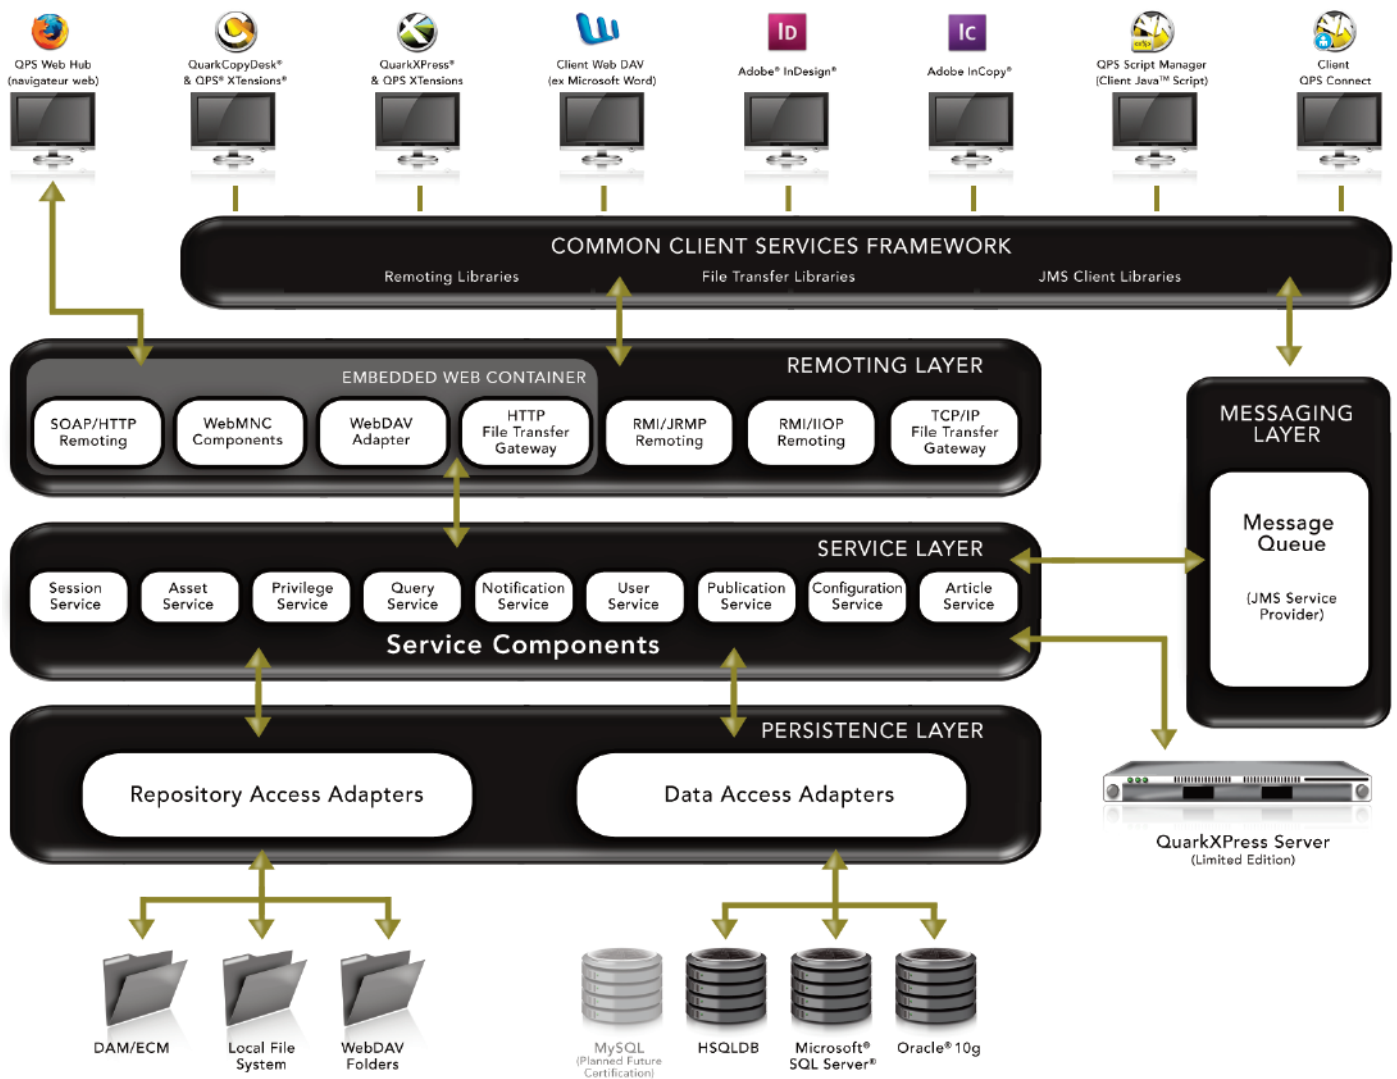 QPS Web Hub
(navigateur web)
QuarkCopyDesk®
& QPS® XTensions®
QuarkXPress®
& QPS XTensions
Client Web DAV
(ex Microsoft Word)
ID
Adobe® InDesign®
Ic
Adobe InCopy®
QPS Script Manager
(Client Java™ Script)
Client
QPS Connect
COMMON CLIENT SERVICES FRAMEWORK
Remoting Libraries
File Transfer Libraries
JMS Client Libraries
REMOTING LAYER
EMBEDDED WEB CONTAINER
SOAP/HTTP
Remoting
WebMNC
Components
WebDAV
Adapter
HTTP
File Transfer
Gateway
RMI/JRMP
Remoting
RMI/IIOP
Remoting
TCP/IP
File Transfer
Gateway
MESSAGING
LAYER
Message
Queue
(JMS Service
Provider)
SERVICE LAYER
Session
Service
Asset
Service
Privilege
Service
Query
Service
Notification
Service
User
Service
Publication
Service
Configuration
Service
Article
Service
Service Components
PERSISTENCE LAYER
Repository Access Adapters
Data Access Adapters
QuarkXPress Server
(Limited Edition)
DAM/ECM
Local File
System
WebDAV
Folders
MySQL
(Planned Future
Certification)
HSQLDB
Microsoft®
SQL Server®
Oracle® 10g